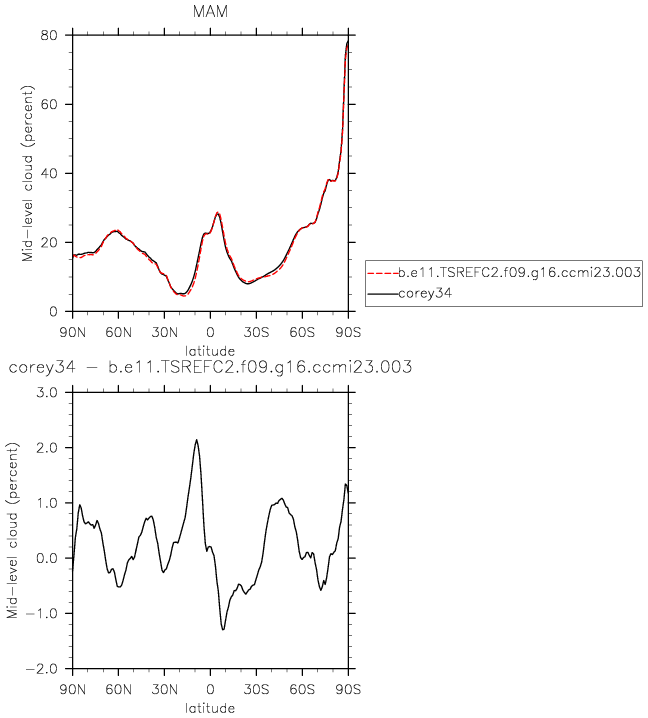 MAM
80
60
40
20
0
Mid-level cloud (percent)
90N 60N 30N 0 30S 60S 90S
latitude
b.e11.TSREFC2.f09.g16.ccmi23.003
corey34
corey34 - b.e11.TSREFC2.f09.g16.ccmi23.003
3.0
2.0
1.0
0.0
-1.0
-2.0
Mid-level cloud (percent)
90N 60N 30N 0 30S 60S 90S
latitude